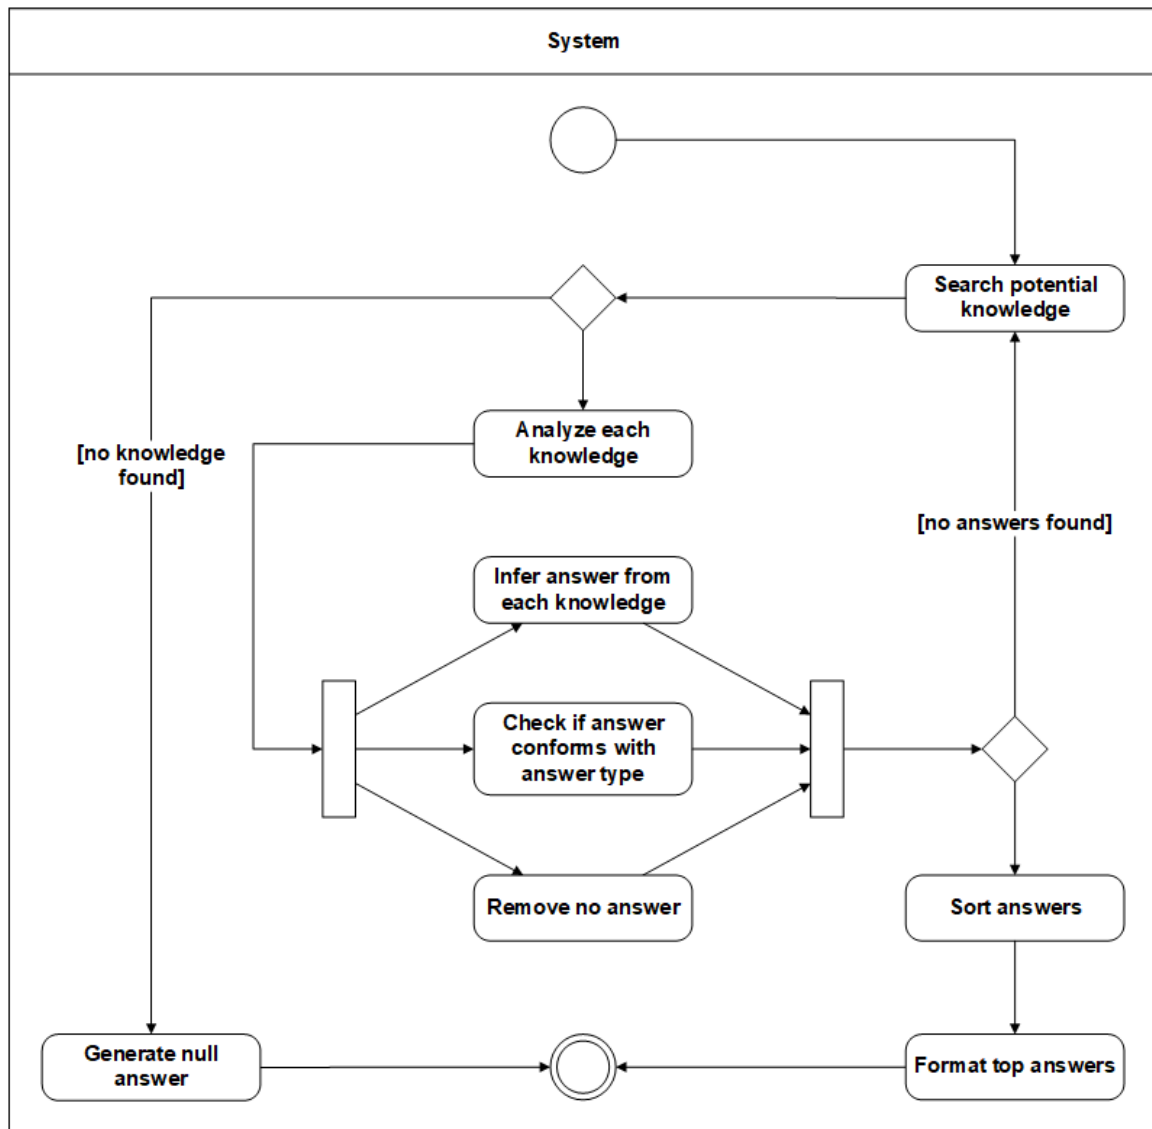 System
Search potential
knowledge
Analyze each
knowledge
[no knowledge
found]
[no answers found]
Infer answer from
each knowledge
Check if answer
conforms with
answer type
Remove no answer
Sort answers
Generate null
answer
Format top answers